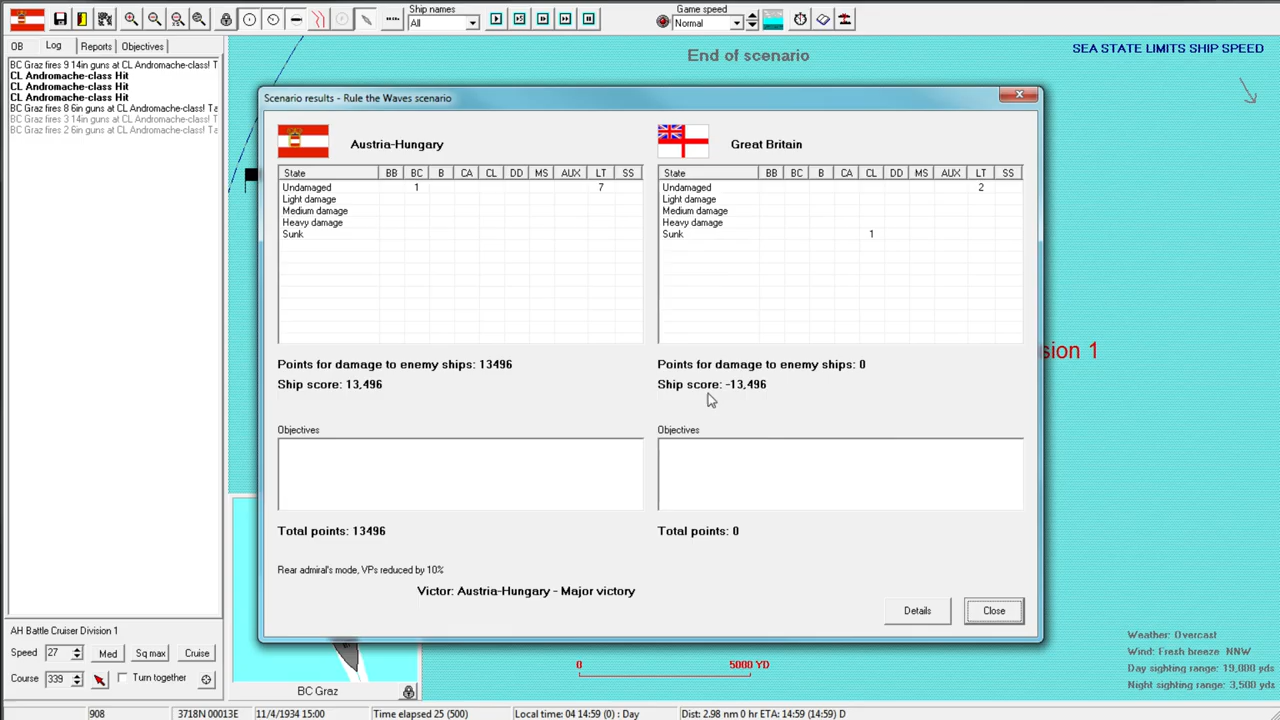 Ship names
All
Game speed
Normal
OB Log Reports Objectives
BC Graz fires 9 14in guns at CL Andromache-class! T
CL Andromache-class Hit
CL Andromache-class Hit
CL Andromache-class Hit
BC Graz fires 8 6in guns at CL Andromache-class! Ta
BC Graz fires 3 14in guns at CL Andromache-class! T
BC Graz fires 2 6in guns at CL Andromache-class! Ta
End of scenario
SEA STATE LIMITS SHIP SPEED
Scenario results - Rule the Waves scenario
Austria-Hungary
State BB BC B CA CL DD MS AUX LT SS
Undamaged 1 7
Light damage
Medium damage
Heavy damage
Sunk
Points for damage to enemy ships: 13496
Ship score: 13,496
Objectives
Total points: 13496
Great Britain
State BB BC B CA CL DD MS AUX LT SS
Undamaged 2
Light damage
Medium damage
Heavy damage
Sunk 1
Points for damage to enemy ships: 0
Ship score: -13,496
Objectives
Total points: 0
Rear admiral's mode, VPs reduced by 10%
Victor: Austria-Hungary - Major victory
Details Close
sion 1
AH Battle Cruiser Division 1
Speed 27 Med Sq max Cruise
Course 339 Turn together
BC Graz
0 5000 YD
Weather: Overcast
Wind: Fresh breeze NNW
Day sighting range: 19,000 yds
Night sighting range: 3,500 yds
908 3718N 00013E 11/4/1934 15:00 Time elapsed 25 (500) Local time: 04 14:59 (0) : Day Dist: 2.98 nm 0 hr ETA: 14:59 (14:59) D